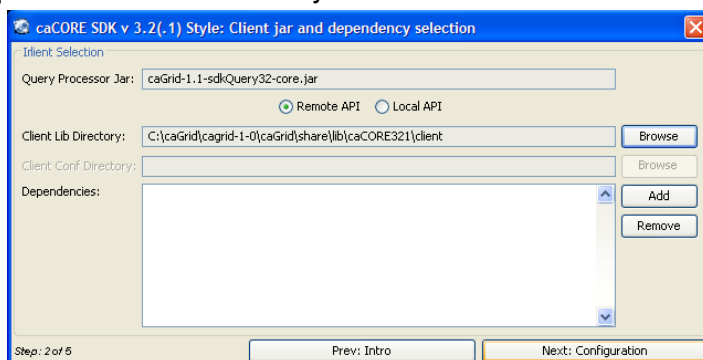 caCORE SDK v 3.2(.1) Style: Client jar and dependency selection
Query Processor Jar: caGrid-1.1-sdkQuery32-core.jar
Remote API Local API
Client Lib Directory: C:\caGrid\cagrid-1-0\caGrid\share\lib\caCORE321\client Browse
Client Conf Directory: Browse
Dependencies: Add
Remove
Step: 2 of 5 Prev: Intro Next: Configuration